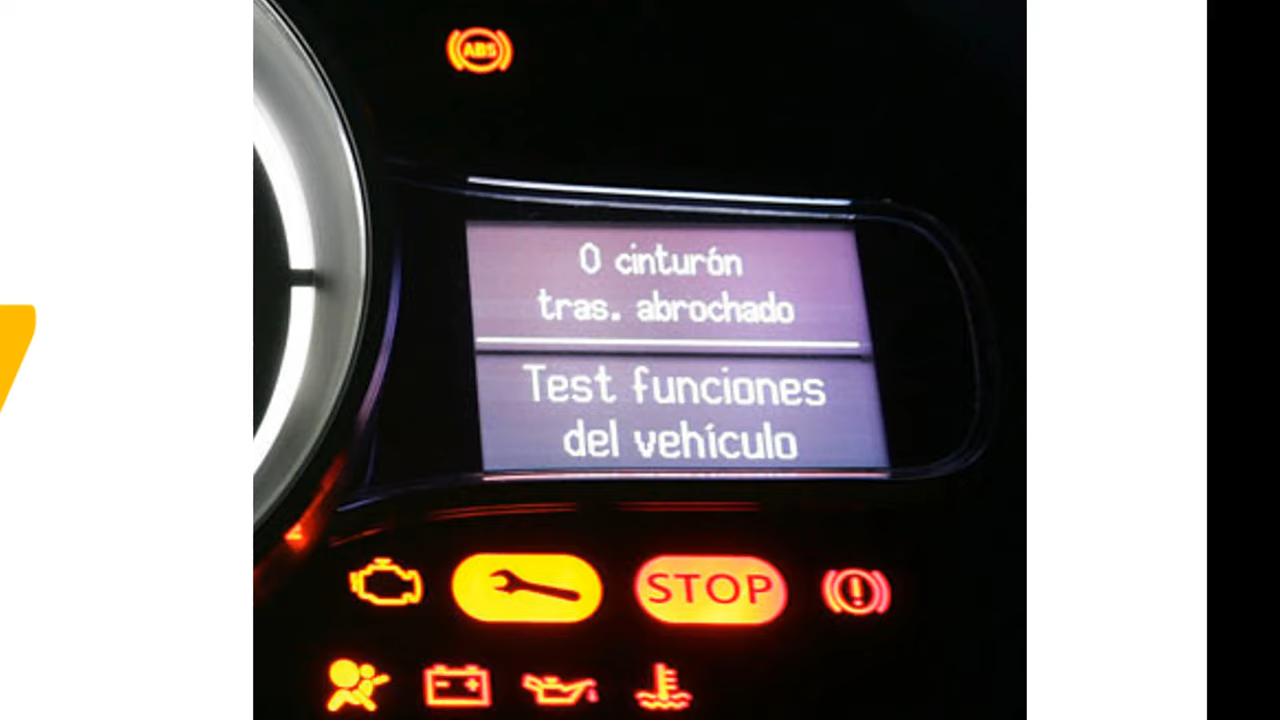 ABS
0 cinturón
tras. abrochado
Test funciones
del vehículo
STOP